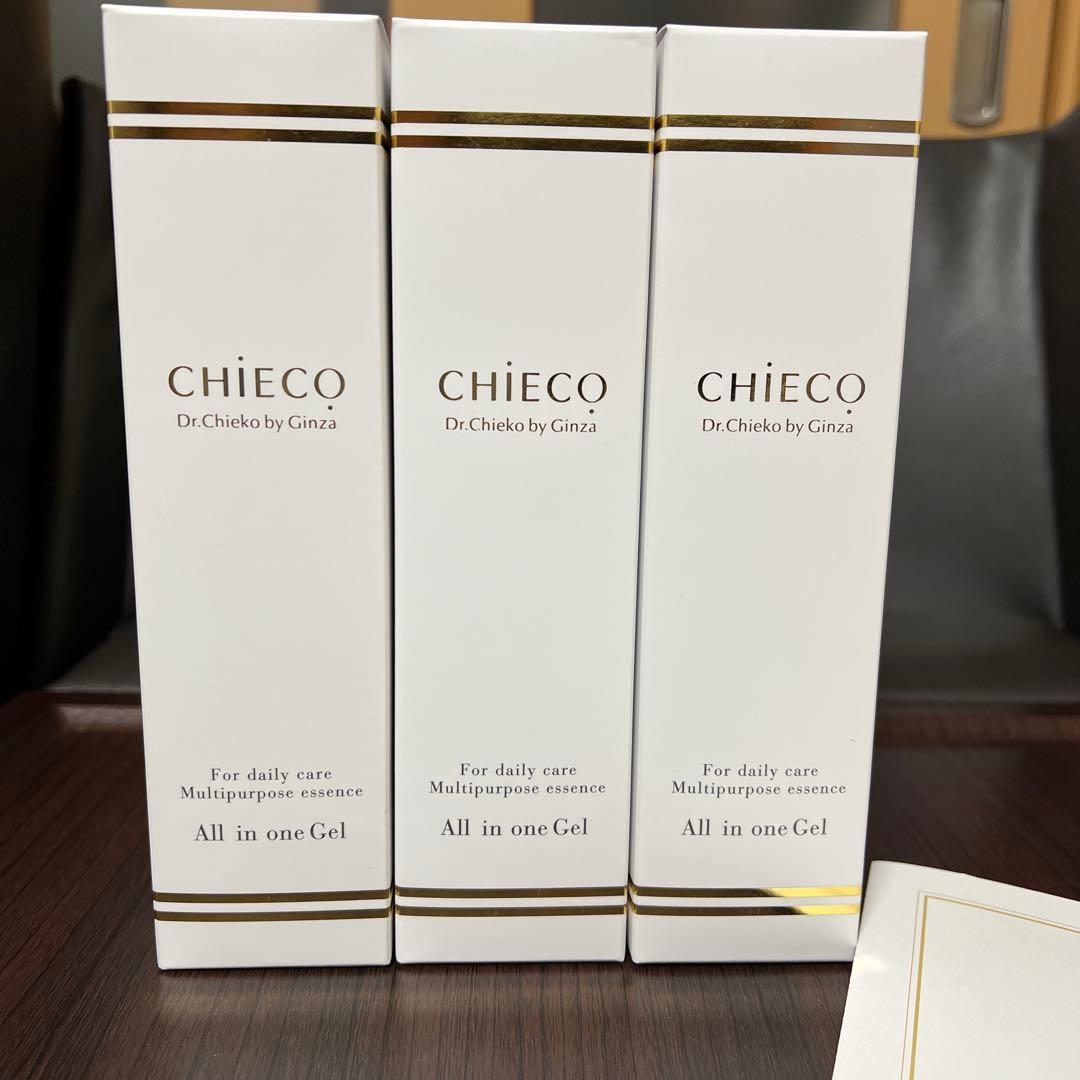 CHiECO
Dr.Chieko by Ginza
For daily care
Multipurpose essence
All in one Gel
CHiECO
Dr.Chieko by Ginza
For daily care
Multipurpose essence
All in one Gel
CHiECO
Dr.Chieko by Ginza
For daily care
Multipurpose essence
All in one Gel